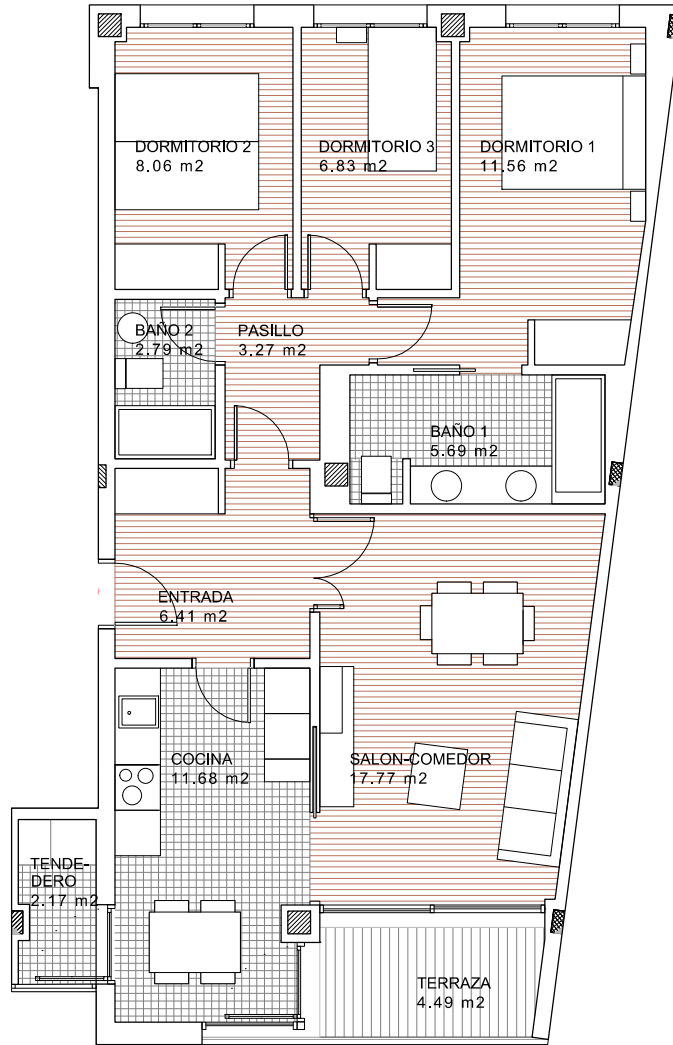 DORMITORIO 2
8.06 m2
DORMITORIO 3
6.83 m2
DORMITORIO 1
11.56 m2
BAÑO 2
2.79 m2
PASILLO
3.27 m2
BAÑO 1
5.69 m2
ENTRADA
6.41 m2
COCINA
11.68 m2
SALON-COMEDOR
17.77 m2
TENDE-
DERO
2.17 m2
TERRAZA
4.49 m2